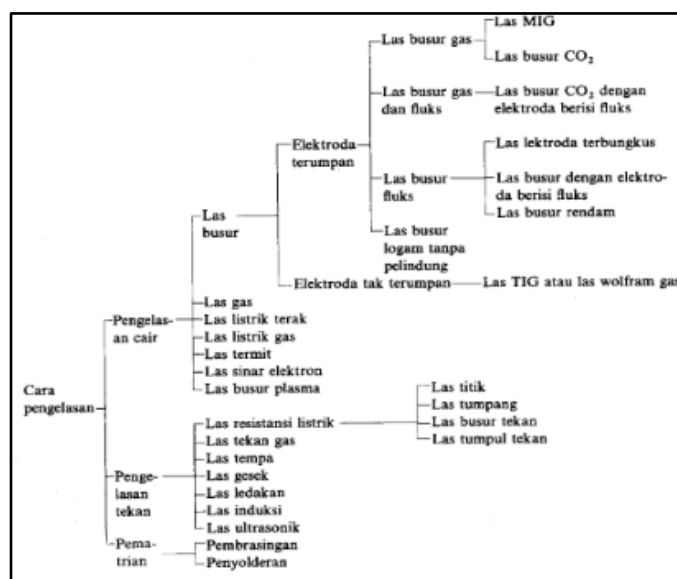 Las MIG
Las busur gas
Las busur CO₂
Las busur gas
dan fluks
Las busur CO₂ dengan
elektroda berisi fluks
Elektroda
terumpan
Las lektroda terbungkus
Las busur
fluks
Las busur dengan elektro-
da berisi fluks
Las busur rendam
Las
busur
Las busur
logam tanpa
pelindung
Elektroda tak terumpan
Las TIG atau las wolfram gas
Pengelas-
an cair
Las gas
Las listrik terak
Las listrik gas
Las termit
Las sinar elektron
Las busur plasma
Cara
pengelasan
Las resistansi listrik
Las titik
Las tumpang
Las busur tekan
Las tumpul tekan
Penge-
lasan
tekan
Las tekan gas
Las tempa
Las gesek
Las ledakan
Las induksi
Las ultrasonik
Pema-
trian
Pembrasingan
Penyolderan